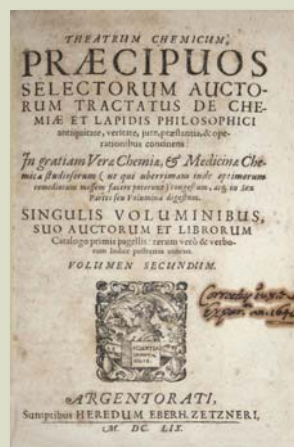 THEATRUM CHEMICUM,
PRÆCIPUOS
SELECTORUM AUCTO-
RUM TRACTATUS DE CHE-
MIÆ ET LAPIDIS PHILOSOPHICI
antiquitate, veritate, jure, præstantia, & ope-
rationibus continens:
In gratiam Veræ Chemiæ, & Medicinæ Che-
micæ studiosorum (ut qui uberrimam inde optimorum
remediorum messem facere poterunt) congestum, ac in Sex
Partes seu Volumina digestum.
SINGULIS VOLUMINIBUS,
SUO AUCTORUM ET LIBRORUM
Catalogo primis pagellis: rerum verò & verbo-
rum Indice postremis
VOLUMEN SECUNDUM.
ARGENTORATI,
Sumptibus HEREDUM EBERH. ZETZNERI,
M. DC. LIX.